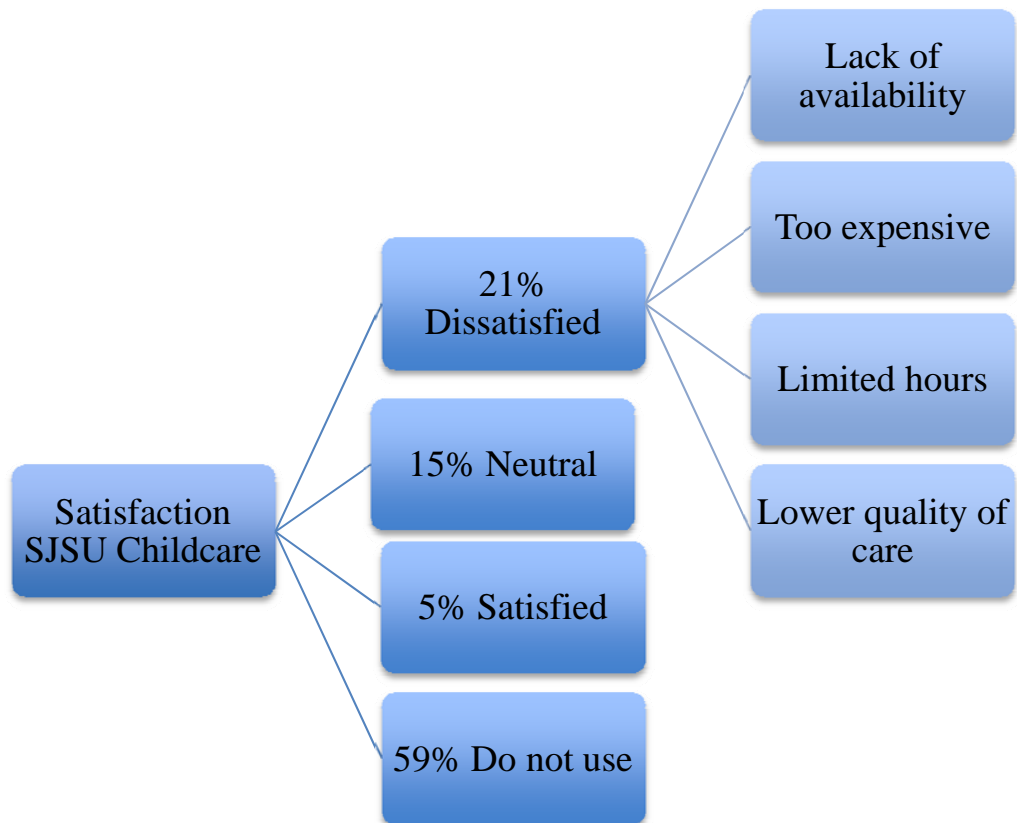 Satisfaction
SJSU Childcare
21%
Dissatisfied
15% Neutral
5% Satisfied
59% Do not use
Lack of
availability
Too expensive
Limited hours
Lower quality of
care